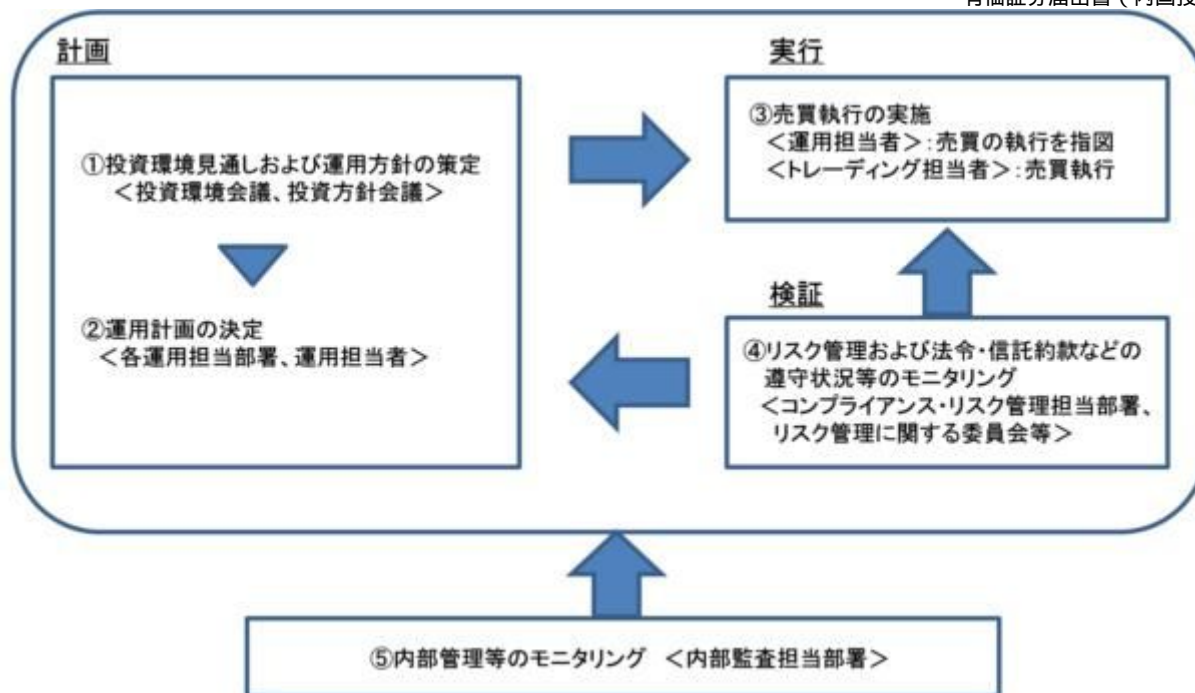 計画
①投資環境見通しおよび運用方針の策定
<投資環境会議、投資方針会議>
②運用計画の決定
<各運用担当部署、運用担当者>
実行
③売買執行の実施
<運用担当者>:売買の執行を指図
<トレーディング担当者>:売買執行
検証
④リスク管理および法令・信託約款などの
遵守状況等のモニタリング
<コンプライアンス・リスク管理担当部署、
リスク管理に関する委員会等>
⑤内部管理等のモニタリング <内部監査担当部署>